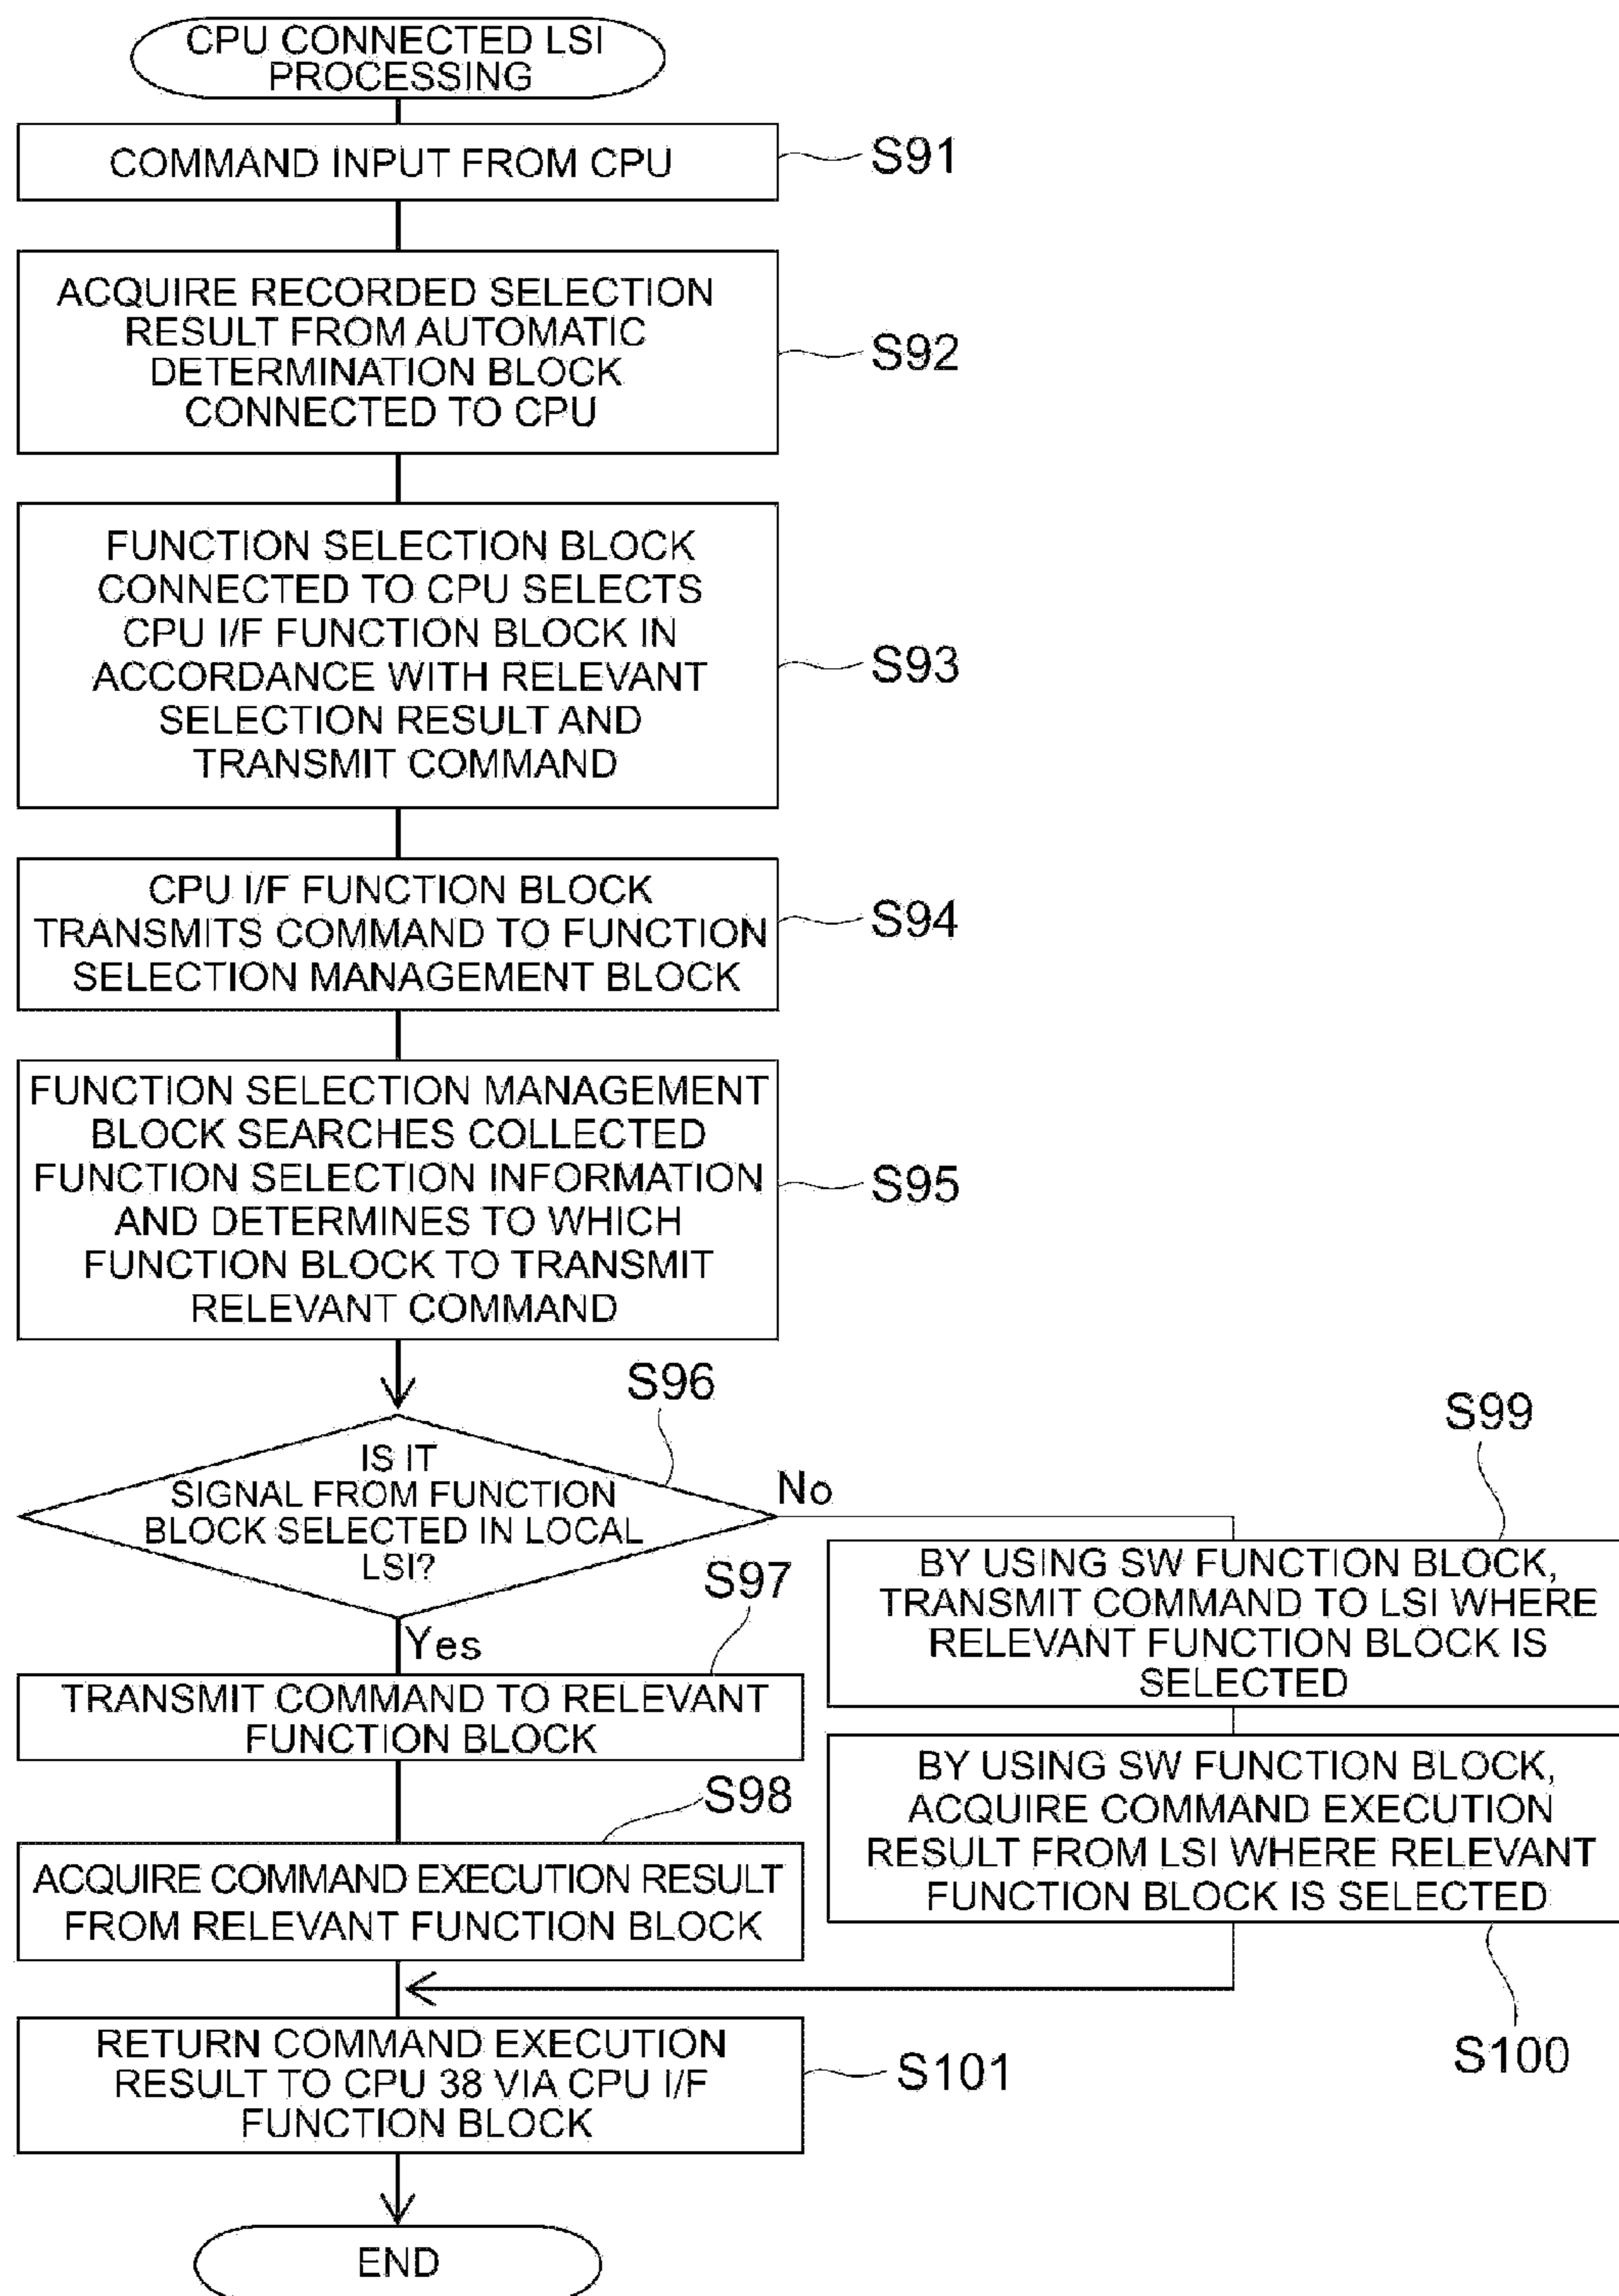 CPU CONNECTED LSI
PROCESSING
COMMAND INPUT FROM CPU
S91
ACQUIRE RECORDED SELECTION
RESULT FROM AUTOMATIC
DETERMINATION BLOCK
CONNECTED TO CPU
S92
FUNCTION SELECTION BLOCK
CONNECTED TO CPU SELECTS
CPU I/F FUNCTION BLOCK IN
ACCORDANCE WITH RELEVANT
SELECTION RESULT AND
TRANSMIT COMMAND
S93
CPU I/F FUNCTION BLOCK
TRANSMITS COMMAND TO FUNCTION
SELECTION MANAGEMENT BLOCK
S94
FUNCTION SELECTION MANAGEMENT
BLOCK SEARCHES COLLECTED
FUNCTION SELECTION INFORMATION
AND DETERMINES TO WHICH
FUNCTION BLOCK TO TRANSMIT
RELEVANT COMMAND
S95
S96
IS IT
SIGNAL FROM FUNCTION
BLOCK SELECTED IN LOCAL
LSI?
No
Yes
S97
TRANSMIT COMMAND TO RELEVANT
FUNCTION BLOCK
S98
ACQUIRE COMMAND EXECUTION RESULT
FROM RELEVANT FUNCTION BLOCK
S99
BY USING SW FUNCTION BLOCK,
TRANSMIT COMMAND TO LSI WHERE
RELEVANT FUNCTION BLOCK IS
SELECTED
BY USING SW FUNCTION BLOCK,
ACQUIRE COMMAND EXECUTION
RESULT FROM LSI WHERE RELEVANT
FUNCTION BLOCK IS SELECTED
S100
RETURN COMMAND EXECUTION
RESULT TO CPU 38 VIA CPU I/F
FUNCTION BLOCK
S101
END